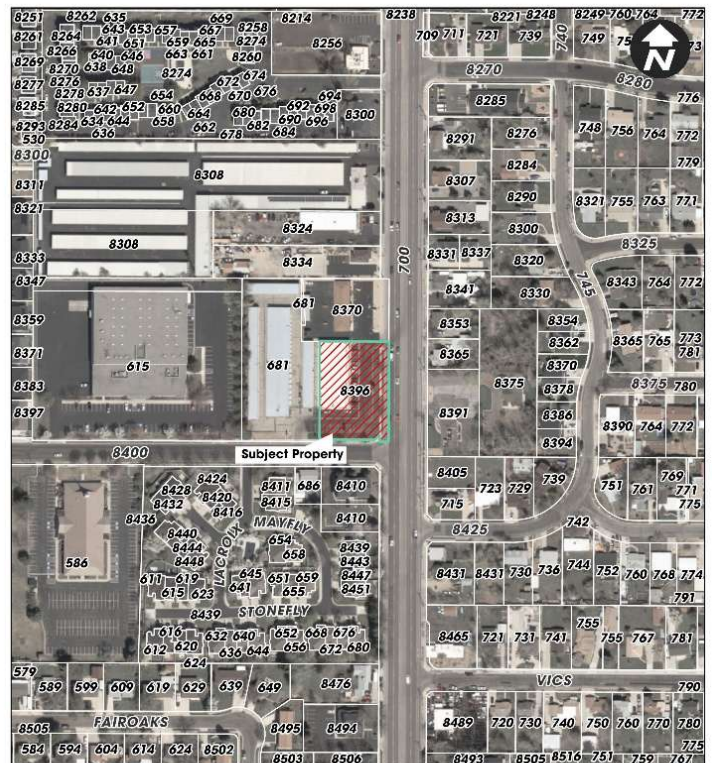 8251 8262 635 669 8214 8238 8221 8248 8249 760 764 772
8261 8264 643 653 657 667 8258 709 711 721 739 740 749
641 651 659 665 8274 8256
8266 640 646 663 661 8260 N
8269 8270 638 648 8274 8270 8280
8277 8276 672 674
8278 637 647 654 668 670 676 694 776
8285 8280 642 652 660 664 680 692 698 8300 8285
8293 8284 634 644 658 662 682 690 696 748 756 764 772
530 636 678 684 8291 8276
8300 8308 8284 779
8311 8307 8290 8321 755 763 771
8321 8324 8313 8300
8308 8334 700 8331 8337 8320 8325
8333 8341 8330 745 8343 764 772
8347 681 8370
8359 8353 8354
615 681 8365 8362 8365 765 773
8371 8396 8375 8370 781
8383 8378 8375 780
8397 8391 8386 8390 764 772
8400 Subject Property 8394
8424 8411 686 8410 8405 739 769
8428 8420 8415 715 723 729 751 761 771
8432 8416 775
8436 MAYFLY 8410 8425 742
8440 LACROIX 654
586 8444 658 8439
8448 8443 744
611 619 645 651 659 8447 8431 8431 730 736 752 760 768 774
615 623 641 655 8451 791
8439 STONEFLY 755
616 632 640 652 668 676 8465 721 731 741 755 767 781
612 620 636 644 656 672 680
579 624
589 599 609 619 629 639 649 8476 VICS 790
FAIROAKS
8505 8495 8494 8489 720 730 740 750 760 770 780
584 594 604 614 624 8502 775
8503 8506 8493 8505 8516 751 759 767